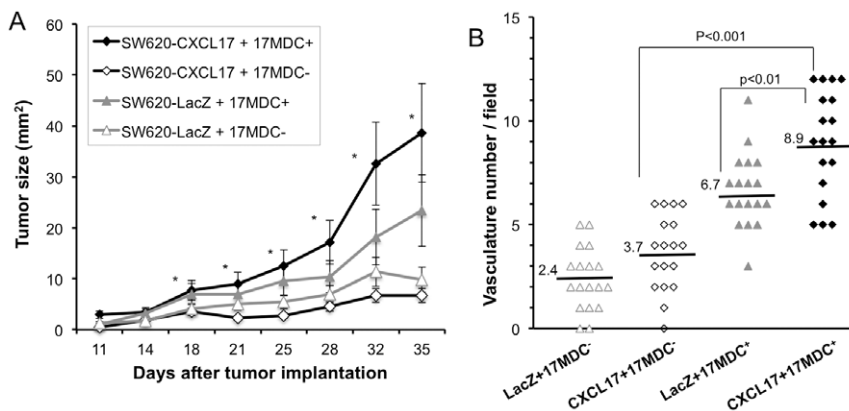 A
Tumor size (mm²)
60
50
40
30
20
10
0
SW620-CXCL17 + 17MDC+
SW620-CXCL17 + 17MDC-
SW620-LacZ + 17MDC+
SW620-LacZ + 17MDC-
* * * * * *
11 14 18 21 25 28 32 35
Days after tumor implantation
B
Vasculature number / field
15
10
5
0
P<0.001
p<0.01
2.4
3.7
6.7
8.9
LacZ+17MDC⁻
CXCL17+17MDC⁻
LacZ+17MDC⁺
CXCL17+17MDC⁺